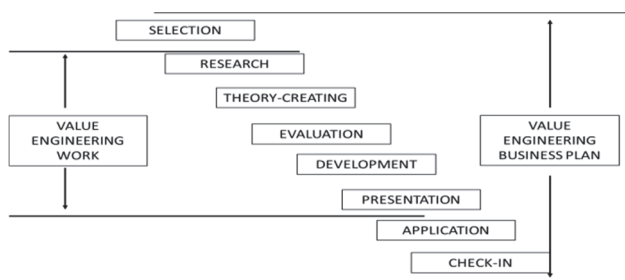 SELECTION
RESEARCH
THEORY-CREATING
VALUE
ENGINEERING
WORK
EVALUATION
VALUE
ENGINEERING
BUSINESS PLAN
DEVELOPMENT
PRESENTATION
APPLICATION
CHECK-IN